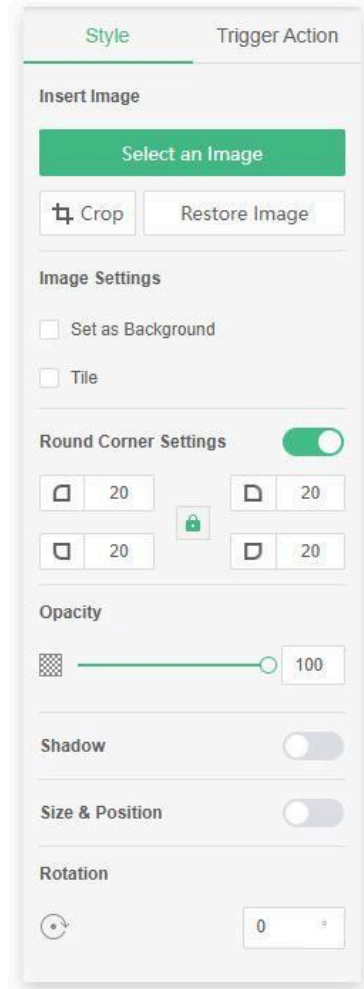 Style Trigger Action
Insert Image
Select an Image
Crop Restore Image
Image Settings
Set as Background
Tile
Round Corner Settings
20 20
20 20
Opacity
100
Shadow
Size & Position
Rotation
0 °